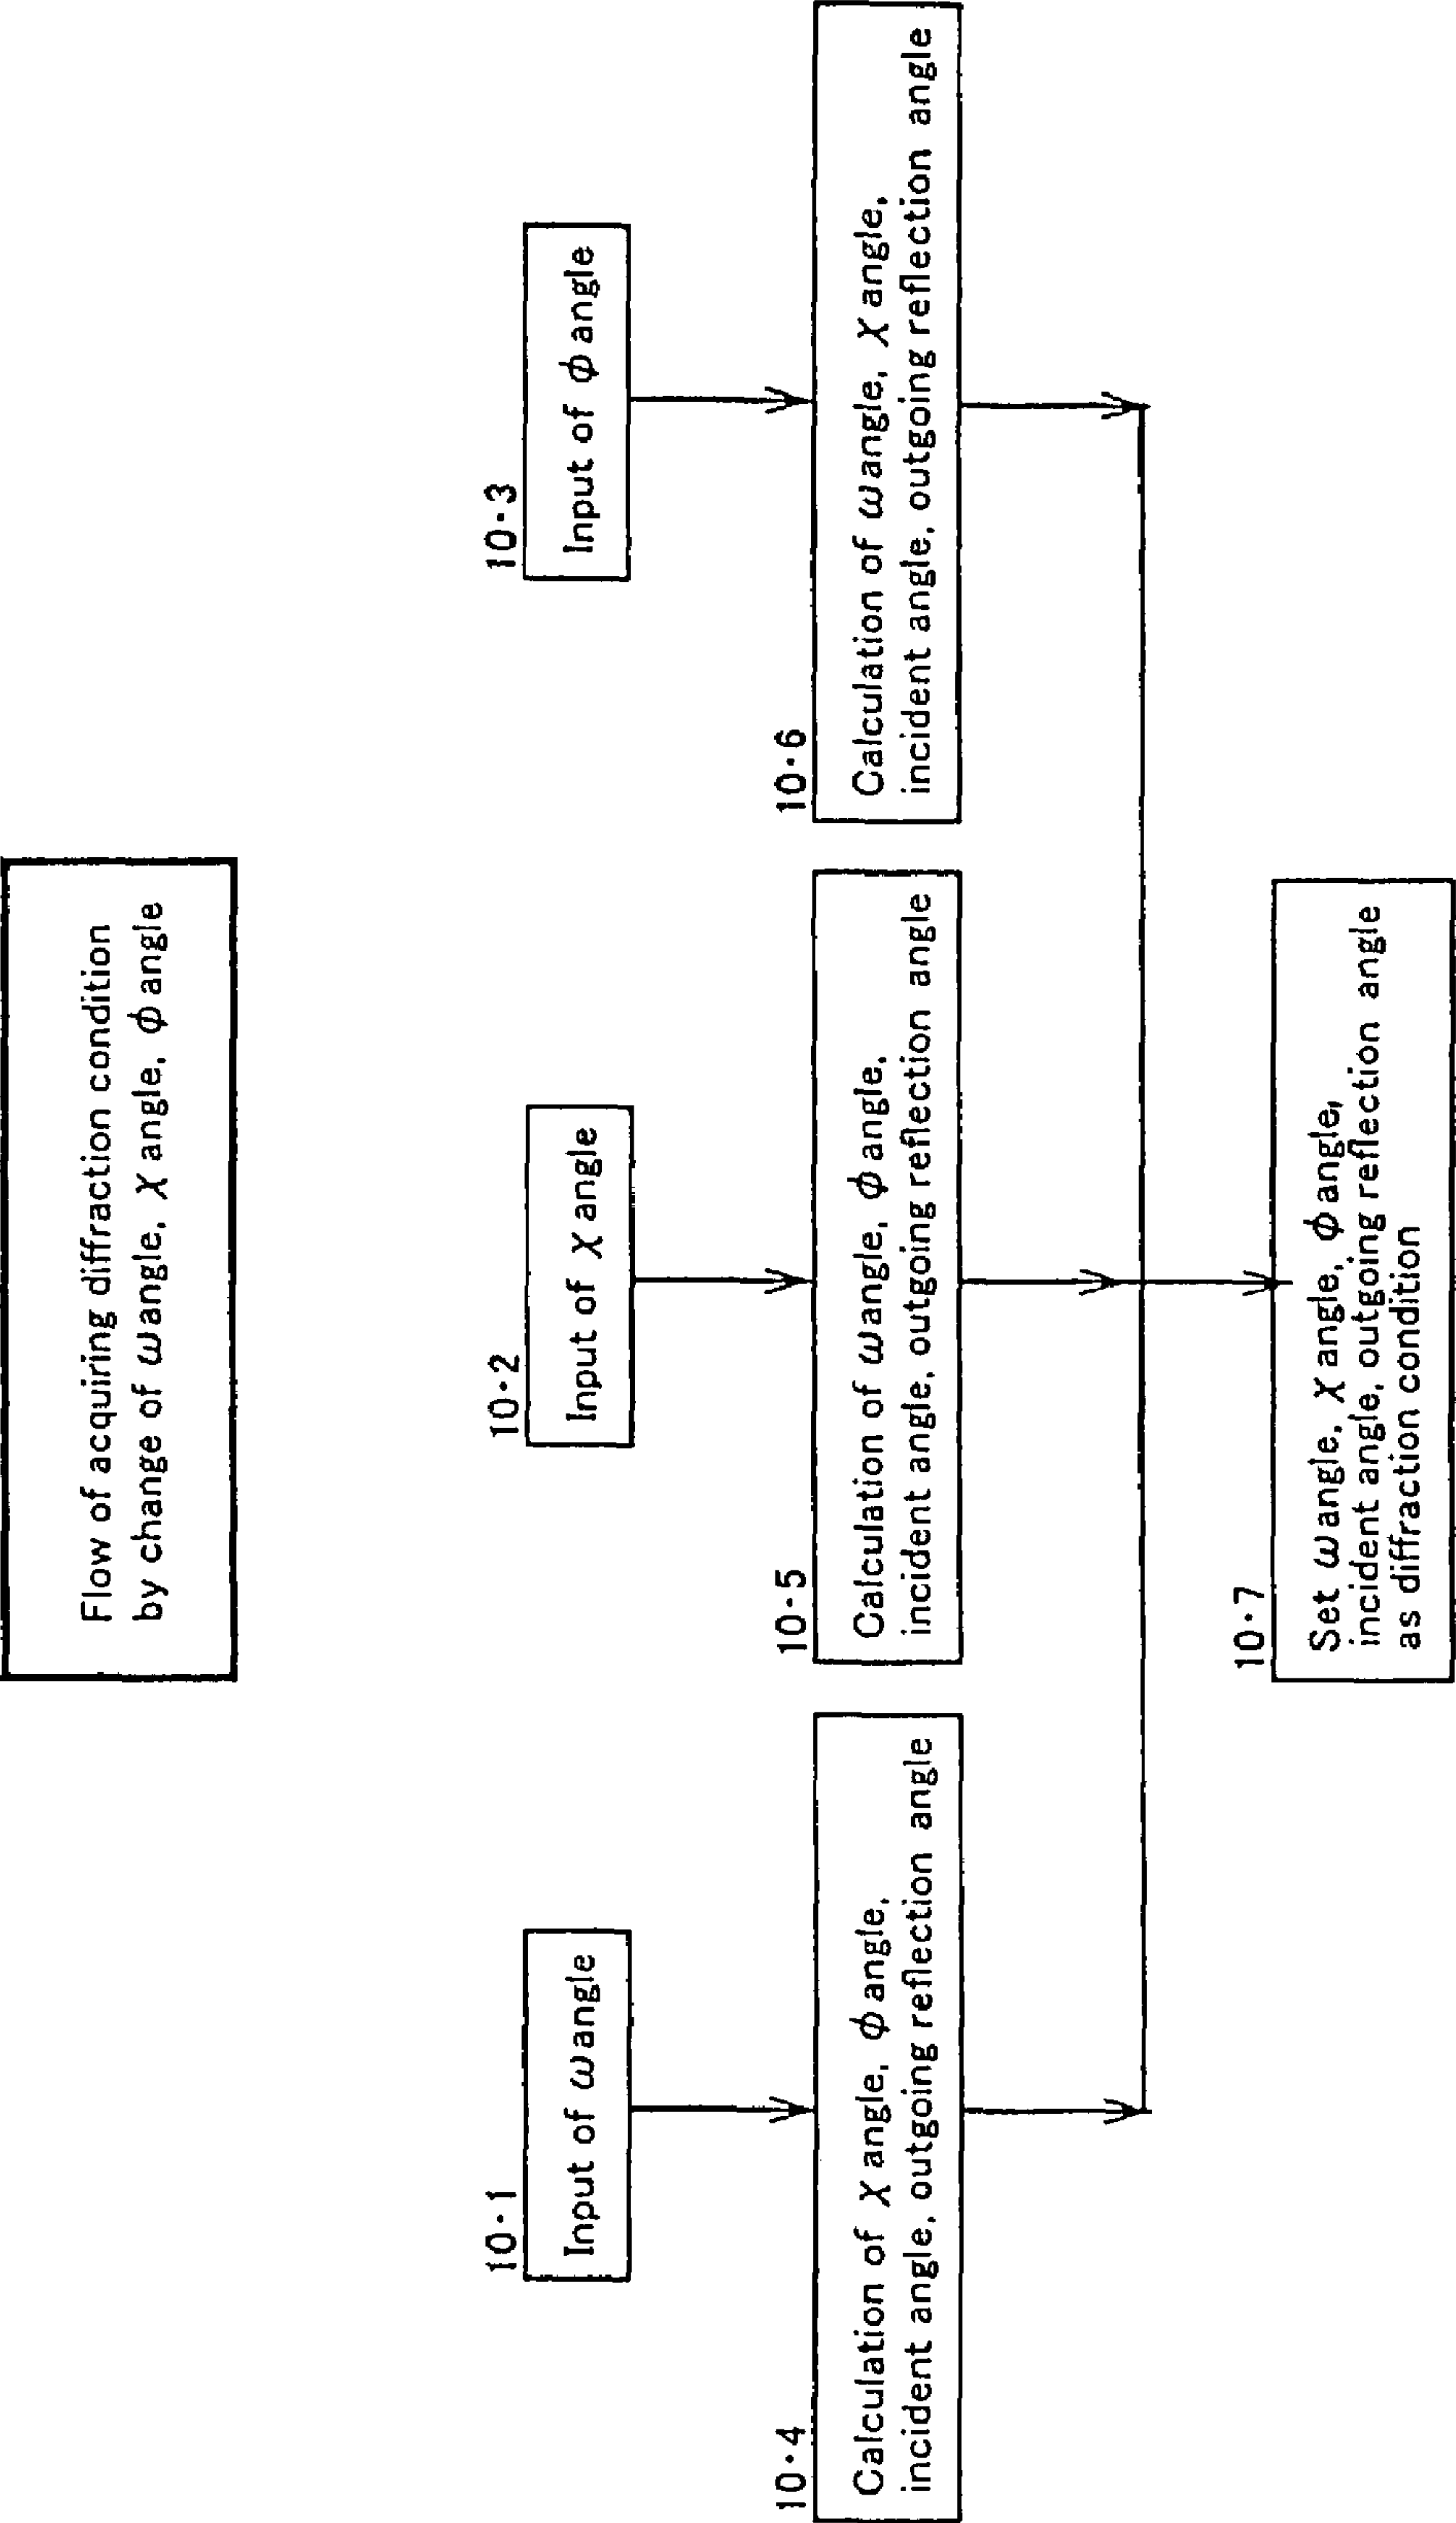 Flow of acquiring diffraction condition
by change of ω angle, χ angle, ϕ angle
10·1
Input of ω angle
10·2
Input of χ angle
10·3
Input of ϕ angle
10·4
Calculation of χ angle, ϕ angle,
incident angle, outgoing reflection angle
10·5
Calculation of ω angle, ϕ angle,
incident angle, outgoing reflection angle
10·6
Calculation of ω angle, χ angle,
incident angle, outgoing reflection angle
10·7
Set ω angle, χ angle, ϕ angle,
incident angle, outgoing reflection angle
as diffraction condition